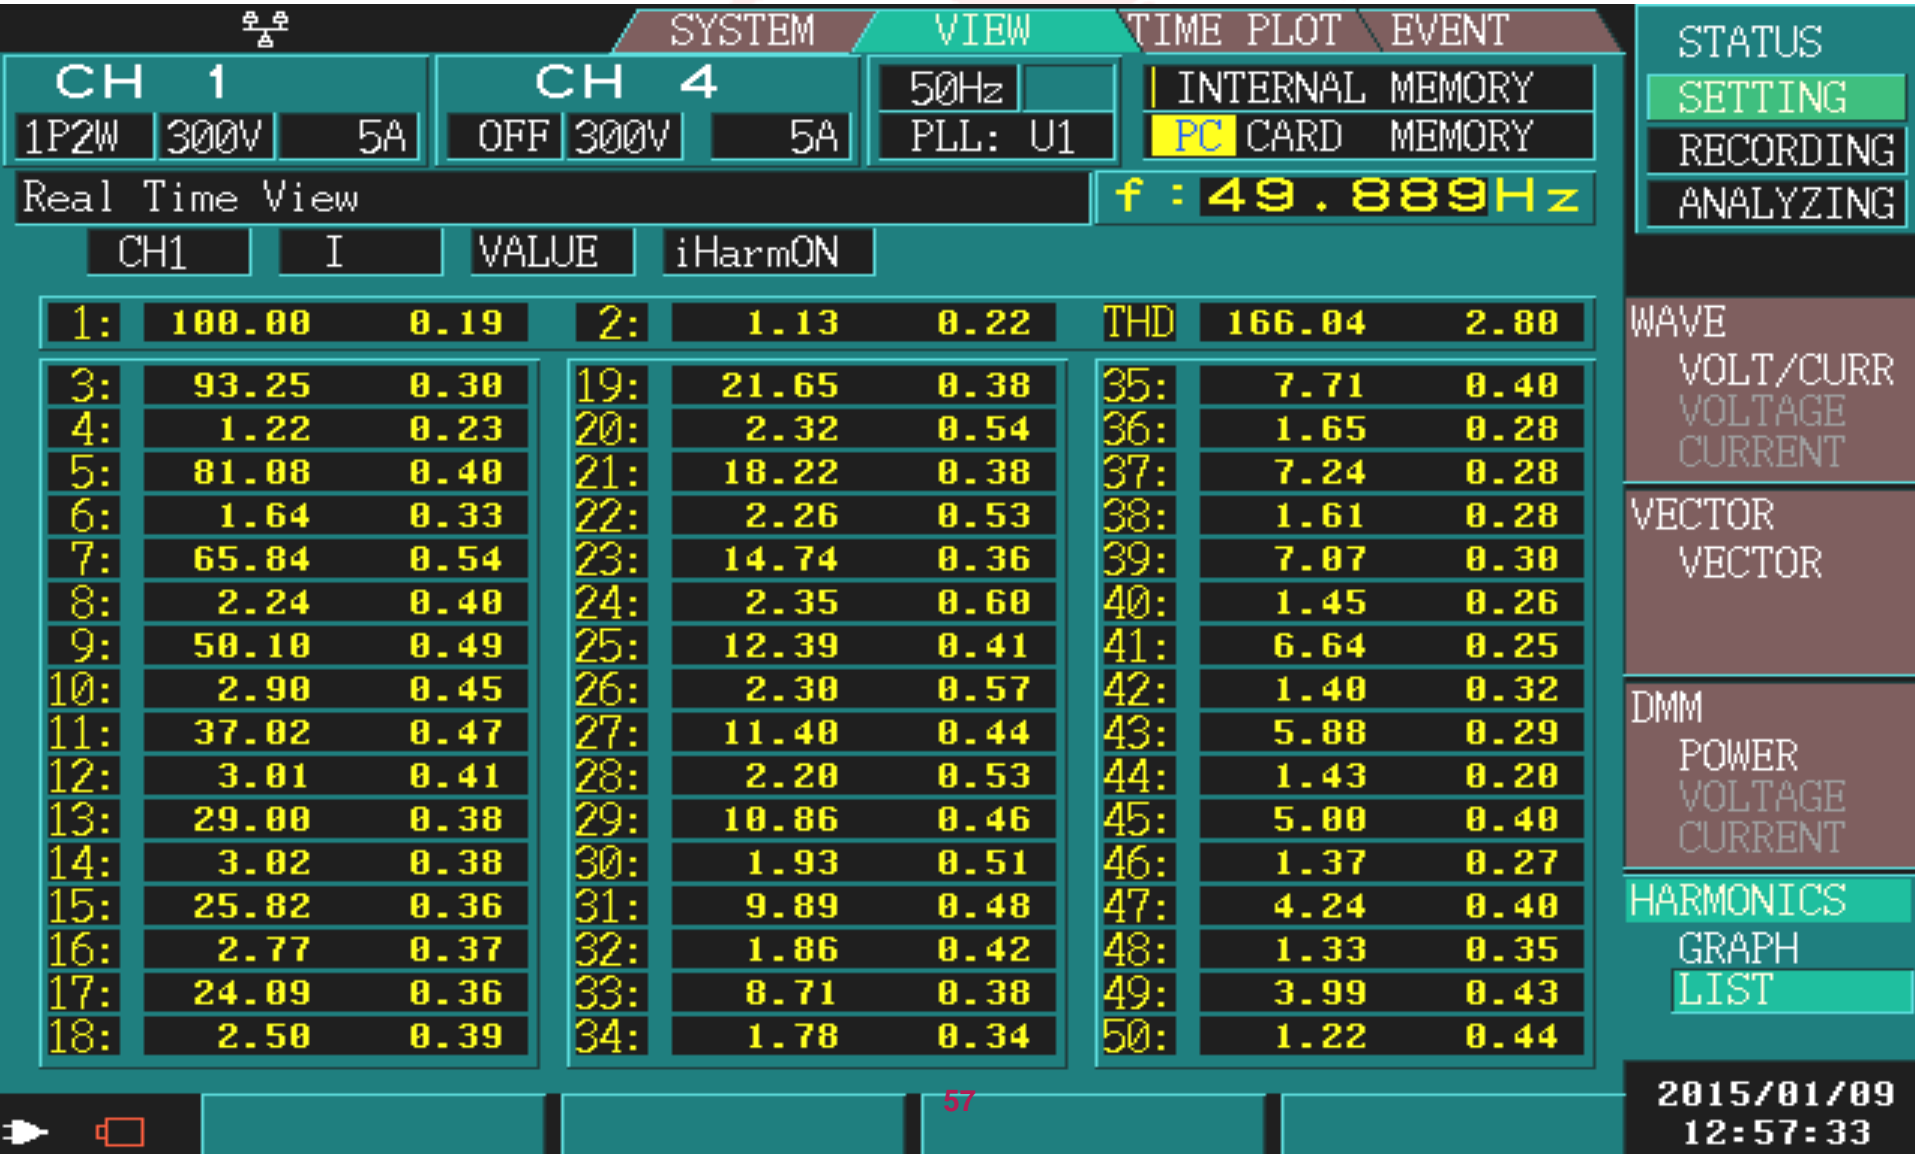 SYSTEM VIEW TIME PLOT EVENT
STATUS
SETTING
RECORDING
ANALYZING
CH 1
1P2W 300V 5A
CH 4
OFF 300V 5A
50Hz
PLL: U1
INTERNAL MEMORY
PC CARD MEMORY
Real Time View
f:49.889Hz
CH1 I VALUE iHarmON
1: 100.00 0.19 2: 1.13 0.22 THD 166.04 2.80
3: 93.25 0.30 19: 21.65 0.38 35: 7.71 0.40
4: 1.22 0.23 20: 2.32 0.54 36: 1.65 0.28
5: 81.08 0.40 21: 18.22 0.38 37: 7.24 0.28
6: 1.64 0.33 22: 2.26 0.53 38: 1.61 0.28
7: 65.84 0.54 23: 14.74 0.36 39: 7.07 0.30
8: 2.24 0.40 24: 2.35 0.60 40: 1.45 0.26
9: 50.10 0.49 25: 12.39 0.41 41: 6.64 0.25
10: 2.90 0.45 26: 2.30 0.57 42: 1.40 0.32
11: 37.02 0.47 27: 11.40 0.44 43: 5.88 0.29
12: 3.01 0.41 28: 2.20 0.53 44: 1.43 0.20
13: 29.00 0.38 29: 10.86 0.46 45: 5.00 0.40
14: 3.02 0.38 30: 1.93 0.51 46: 1.37 0.27
15: 25.82 0.36 31: 9.89 0.48 47: 4.24 0.40
16: 2.77 0.37 32: 1.86 0.42 48: 1.33 0.35
17: 24.09 0.36 33: 8.71 0.38 49: 3.99 0.43
18: 2.50 0.39 34: 1.78 0.34 50: 1.22 0.44
WAVE
VOLT/CURR
VOLTAGE
CURRENT
VECTOR
VECTOR
DMM
POWER
VOLTAGE
CURRENT
HARMONICS
GRAPH
LIST
57
2015/01/09
12:57:33